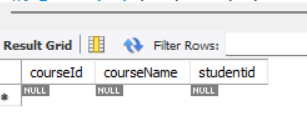 Result Grid Filter Rows:
courseId courseName studentid
* NULL NULL NULL